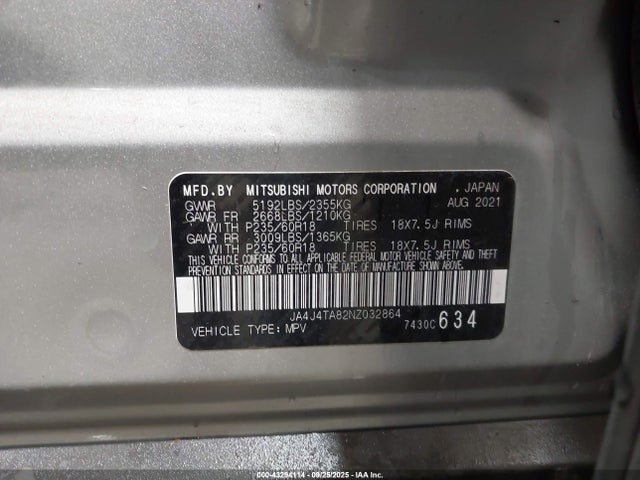 MFD.BY MITSUBISHI MOTORS CORPORATION . JAPAN
GVWR 5192LBS/2355KG AUG 2021
GAWR FR 2668LBS/1210KG
WITH P235/60R18 TIRES 18X7.5J RIMS
GAWR RR 3009LBS/1365KG
WITH P235/60R18 TIRES 18X7.5J RIMS
THIS VEHICLE CONFORMS TO ALL APPLICABLE FEDERAL MOTOR VEHICLE SAFETY AND THEFT
PREVENTION STANDARDS IN EFFECT ON THE DATE OF MANUFACTURE SHOWN ABOVE.
JA4J4TA82NZ032864
VEHICLE TYPE: MPV 7430C 634
000-43294114 - 09/25/2025 - IAA Inc.